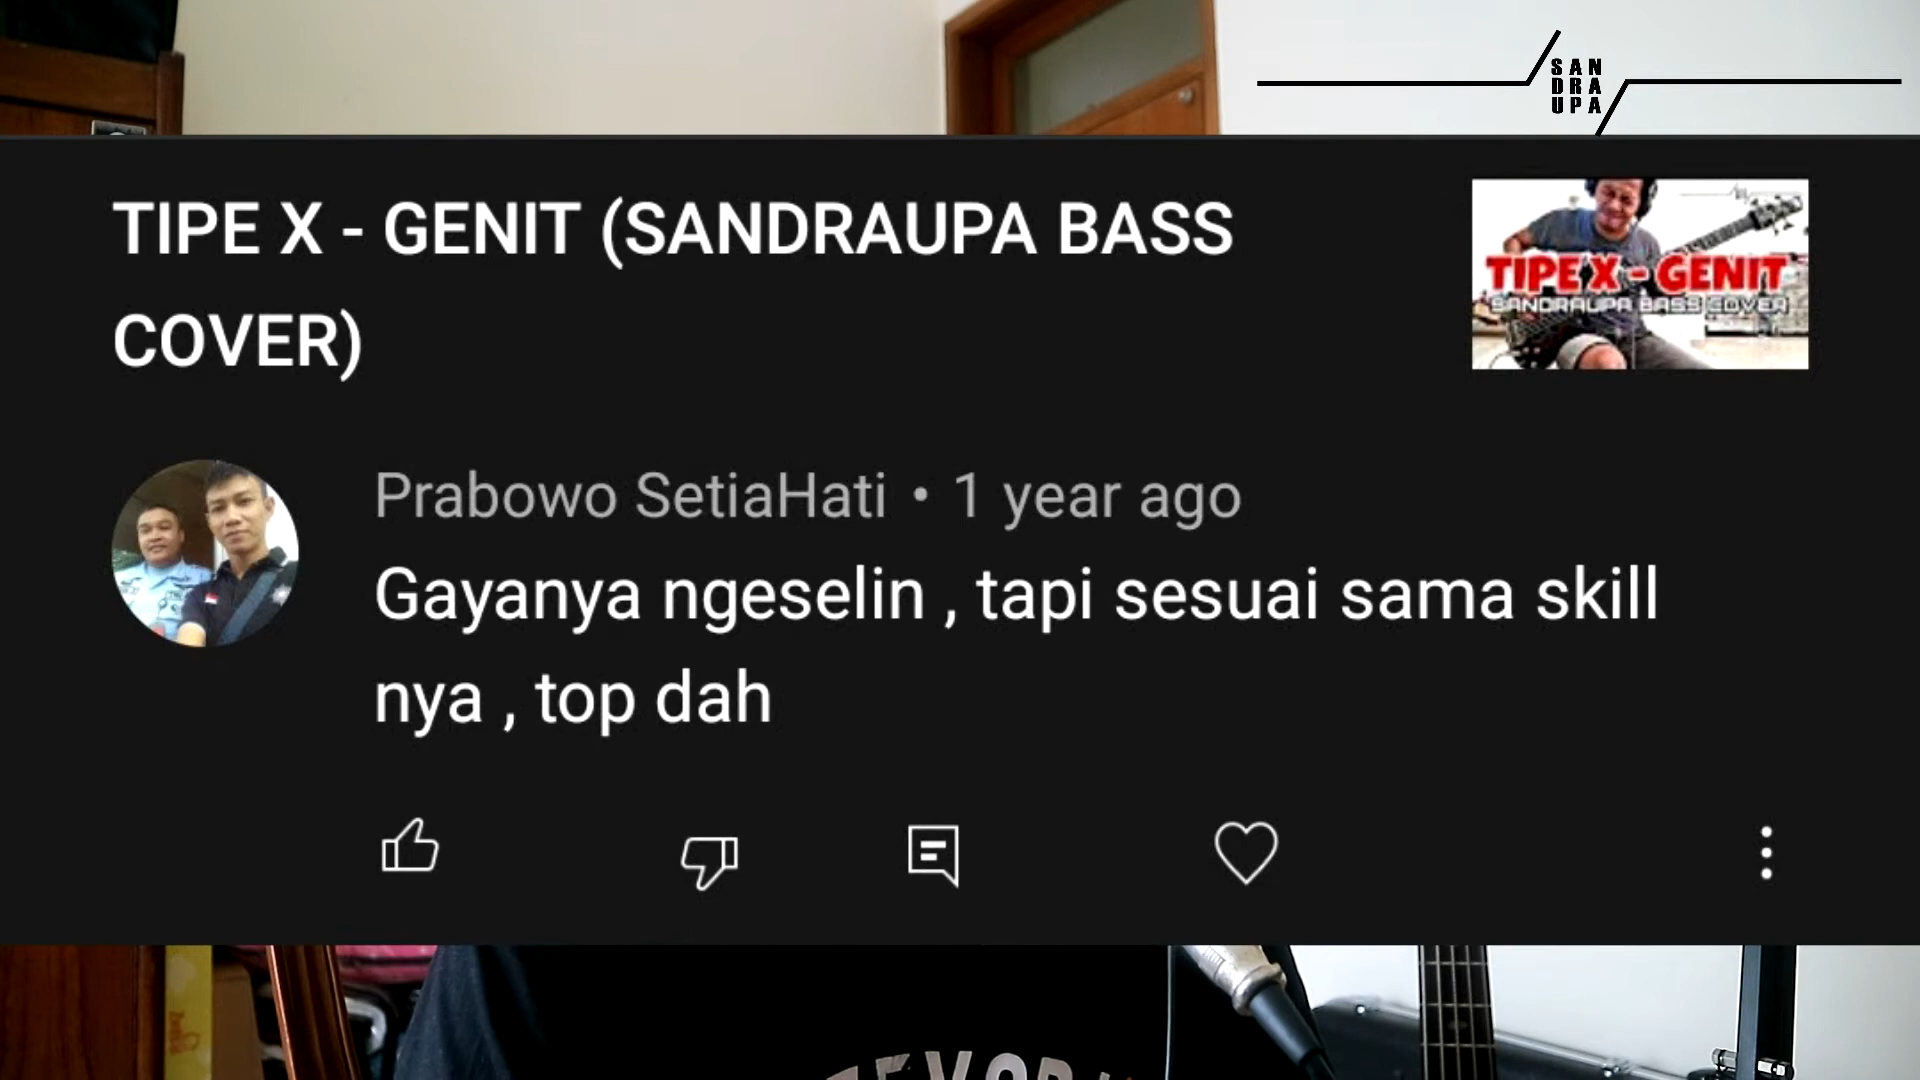 SAN
DRA
UPA
TIPE X - GENIT (SANDRAUPA BASS
COVER)
TIPE X - GENIT
SANDRAUPA BASS COVER
Prabowo SetiaHati • 1 year ago
Gayanya ngeselin , tapi sesuai sama skill
nya , top dah